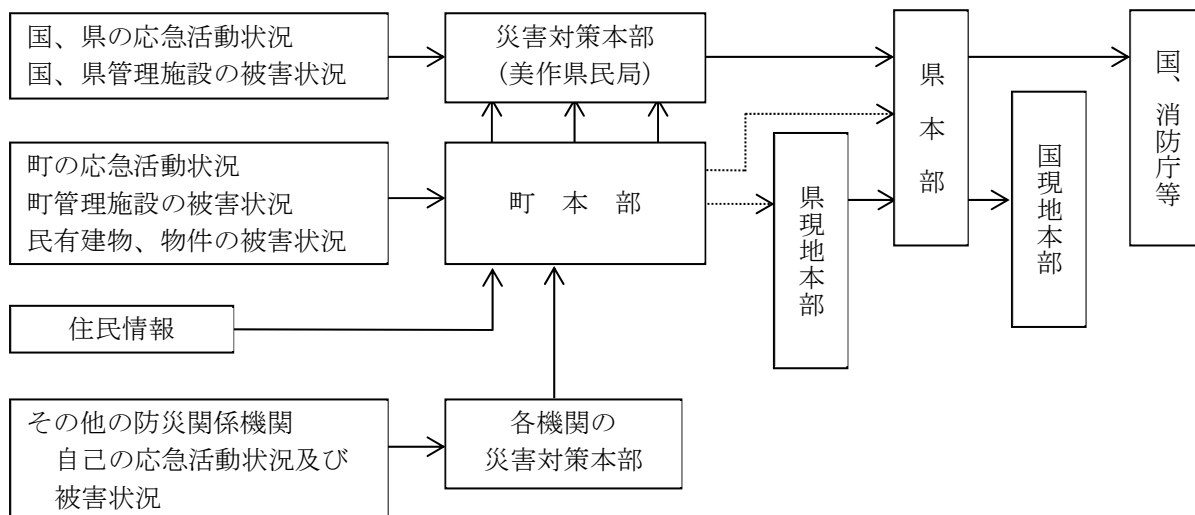 国、県の応急活動状況
国、県管理施設の被害状況
災害対策本部
(美作県民局)
県本部
国、消防庁等
町の応急活動状況
町管理施設の被害状況
民有建物、物件の被害状況
町 本 部
県現地本部
国現地本部
住民情報
その他の防災関係機関
自己の応急活動状況及び
被害状況
各機関の
災害対策本部